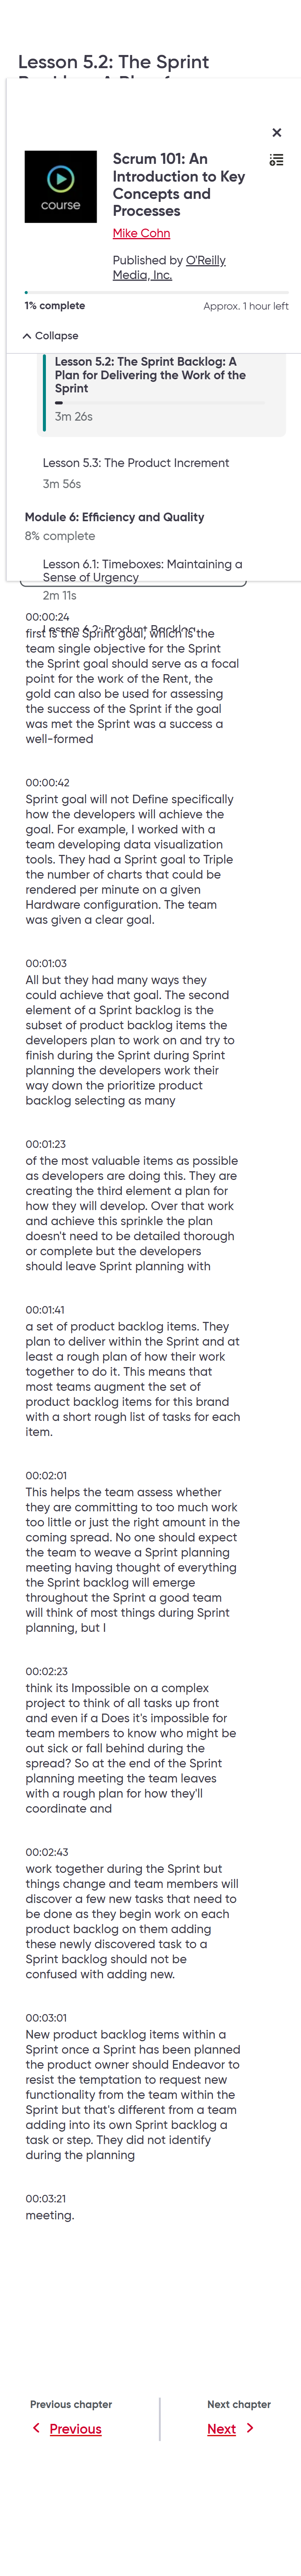 Lesson 5.2: The Sprint
course
Scrum 101: An
Introduction to Key
Concepts and
Processes
Mike Cohn
Published by O'Reilly
Media, Inc.
1% complete
Approx. 1 hour left
Collapse
Lesson 5.2: The Sprint Backlog: A
Plan for Delivering the Work of the
Sprint
3m 26s
Lesson 5.3: The Product Increment
3m 56s
Module 6: Efficiency and Quality
8% complete
Lesson 6.1: Timeboxes: Maintaining a
Sense of Urgency
2m 11s
Lesson 6.2: Product Backlog
00:00:24
first is the Sprint goal, which is the
team single objective for the Sprint
the Sprint goal should serve as a focal
point for the work of the Rent, the
gold can also be used for assessing
the success of the Sprint if the goal
was met the Sprint was a success a
well-formed
00:00:42
Sprint goal will not Define specifically
how the developers will achieve the
goal. For example, I worked with a
team developing data visualization
tools. They had a Sprint goal to Triple
the number of charts that could be
rendered per minute on a given
Hardware configuration. The team
was given a clear goal.
00:01:03
All but they had many ways they
could achieve that goal. The second
element of a Sprint backlog is the
subset of product backlog items the
developers plan to work on and try to
finish during the Sprint during Sprint
planning the developers work their
way down the prioritize product
backlog selecting as many
00:01:23
of the most valuable items as possible
as developers are doing this. They are
creating the third element a plan for
how they will develop. Over that work
and achieve this sprinkle the plan
doesn't need to be detailed thorough
or complete but the developers
should leave Sprint planning with
00:01:41
a set of product backlog items. They
plan to deliver within the Sprint and at
least a rough plan of how their work
together to do it. This means that
most teams augment the set of
product backlog items for this brand
with a short rough list of tasks for each
item.
00:02:01
This helps the team assess whether
they are committing to too much work
too little or just the right amount in the
coming spread. No one should expect
the team to weave a Sprint planning
meeting having thought of everything
the Sprint backlog will emerge
throughout the Sprint a good team
will think of most things during Sprint
planning, but I
00:02:23
think its Impossible on a complex
project to think of all tasks up front
and even if a Does it's impossible for
team members to know who might be
out sick or fall behind during the
spread? So at the end of the Sprint
planning meeting the team leaves
with a rough plan for how they'll
coordinate and
00:02:43
work together during the Sprint but
things change and team members will
discover a few new tasks that need to
be done as they begin work on each
product backlog on them adding
these newly discovered task to a
Sprint backlog should not be
confused with adding new.
00:03:01
New product backlog items within a
Sprint once a Sprint has been planned
the product owner should Endeavor to
resist the temptation to request new
functionality from the team within the
Sprint but that's different from a team
adding into its own Sprint backlog a
task or step. They did not identify
during the planning
00:03:21
meeting.
Previous chapter
Previous
Next chapter
Next